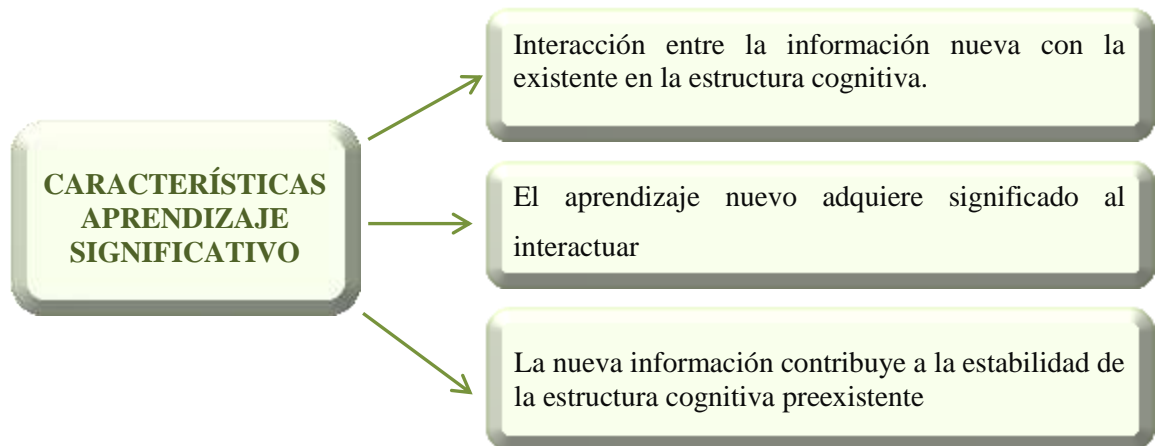 CARACTERÍSTICAS
APRENDIZAJE
SIGNIFICATIVO
Interacción entre la información nueva con la
existente en la estructura cognitiva.
El aprendizaje nuevo adquiere significado al
interactuar
La nueva información contribuye a la estabilidad de
la estructura cognitiva preexistente